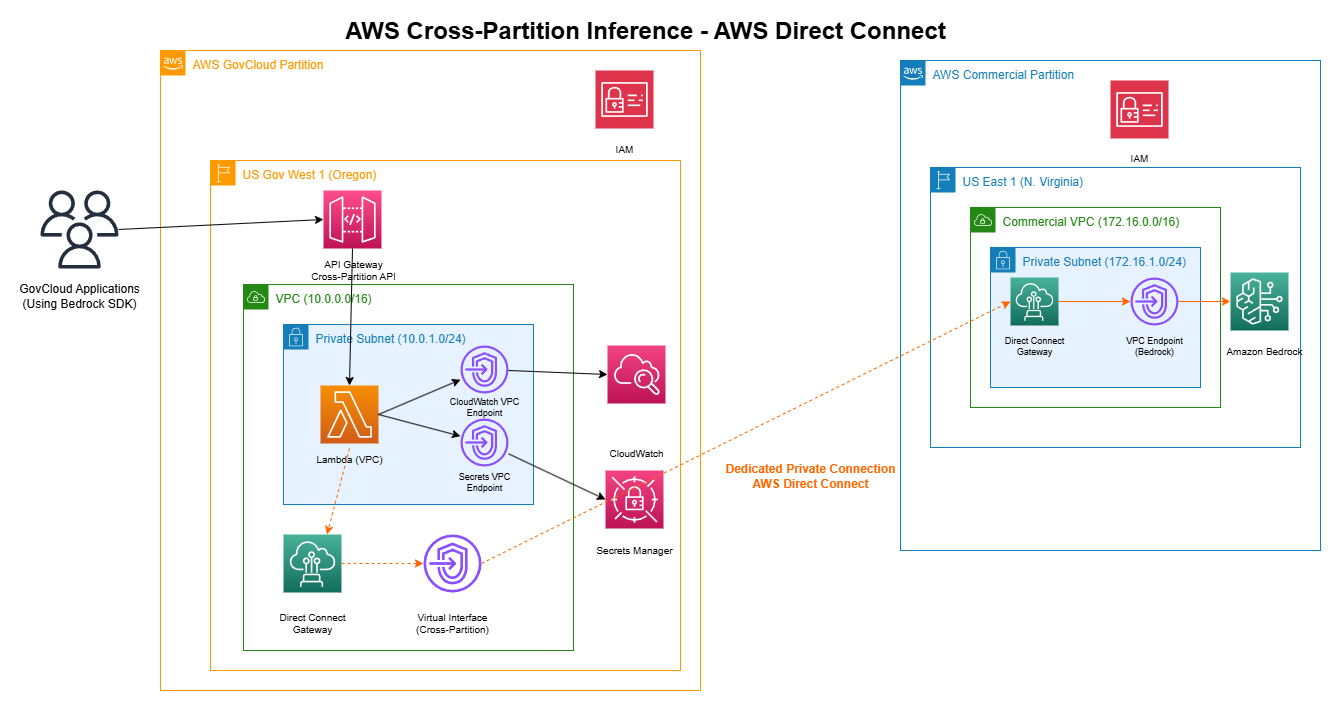 AWS Cross-Partition Inference - AWS Direct Connect
aws
AWS GovCloud Partition
IAM
US Gov West 1 (Oregon)
GovCloud Applications
(Using Bedrock SDK)
API Gateway
Cross-Partition API
VPC (10.0.0.0/16)
Private Subnet (10.0.1.0/24)
Lambda (VPC)
CloudWatch VPC
Endpoint
Secrets VPC
Endpoint
CloudWatch
Secrets Manager
Direct Connect
Gateway
Virtual Interface
(Cross-Partition)
Dedicated Private Connection
AWS Direct Connect
aws
AWS Commercial Partition
IAM
US East 1 (N. Virginia)
Commercial VPC (172.16.0.0/16)
Private Subnet (172.16.1.0/24)
Direct Connect
Gateway
VPC Endpoint
(Bedrock)
Amazon Bedrock